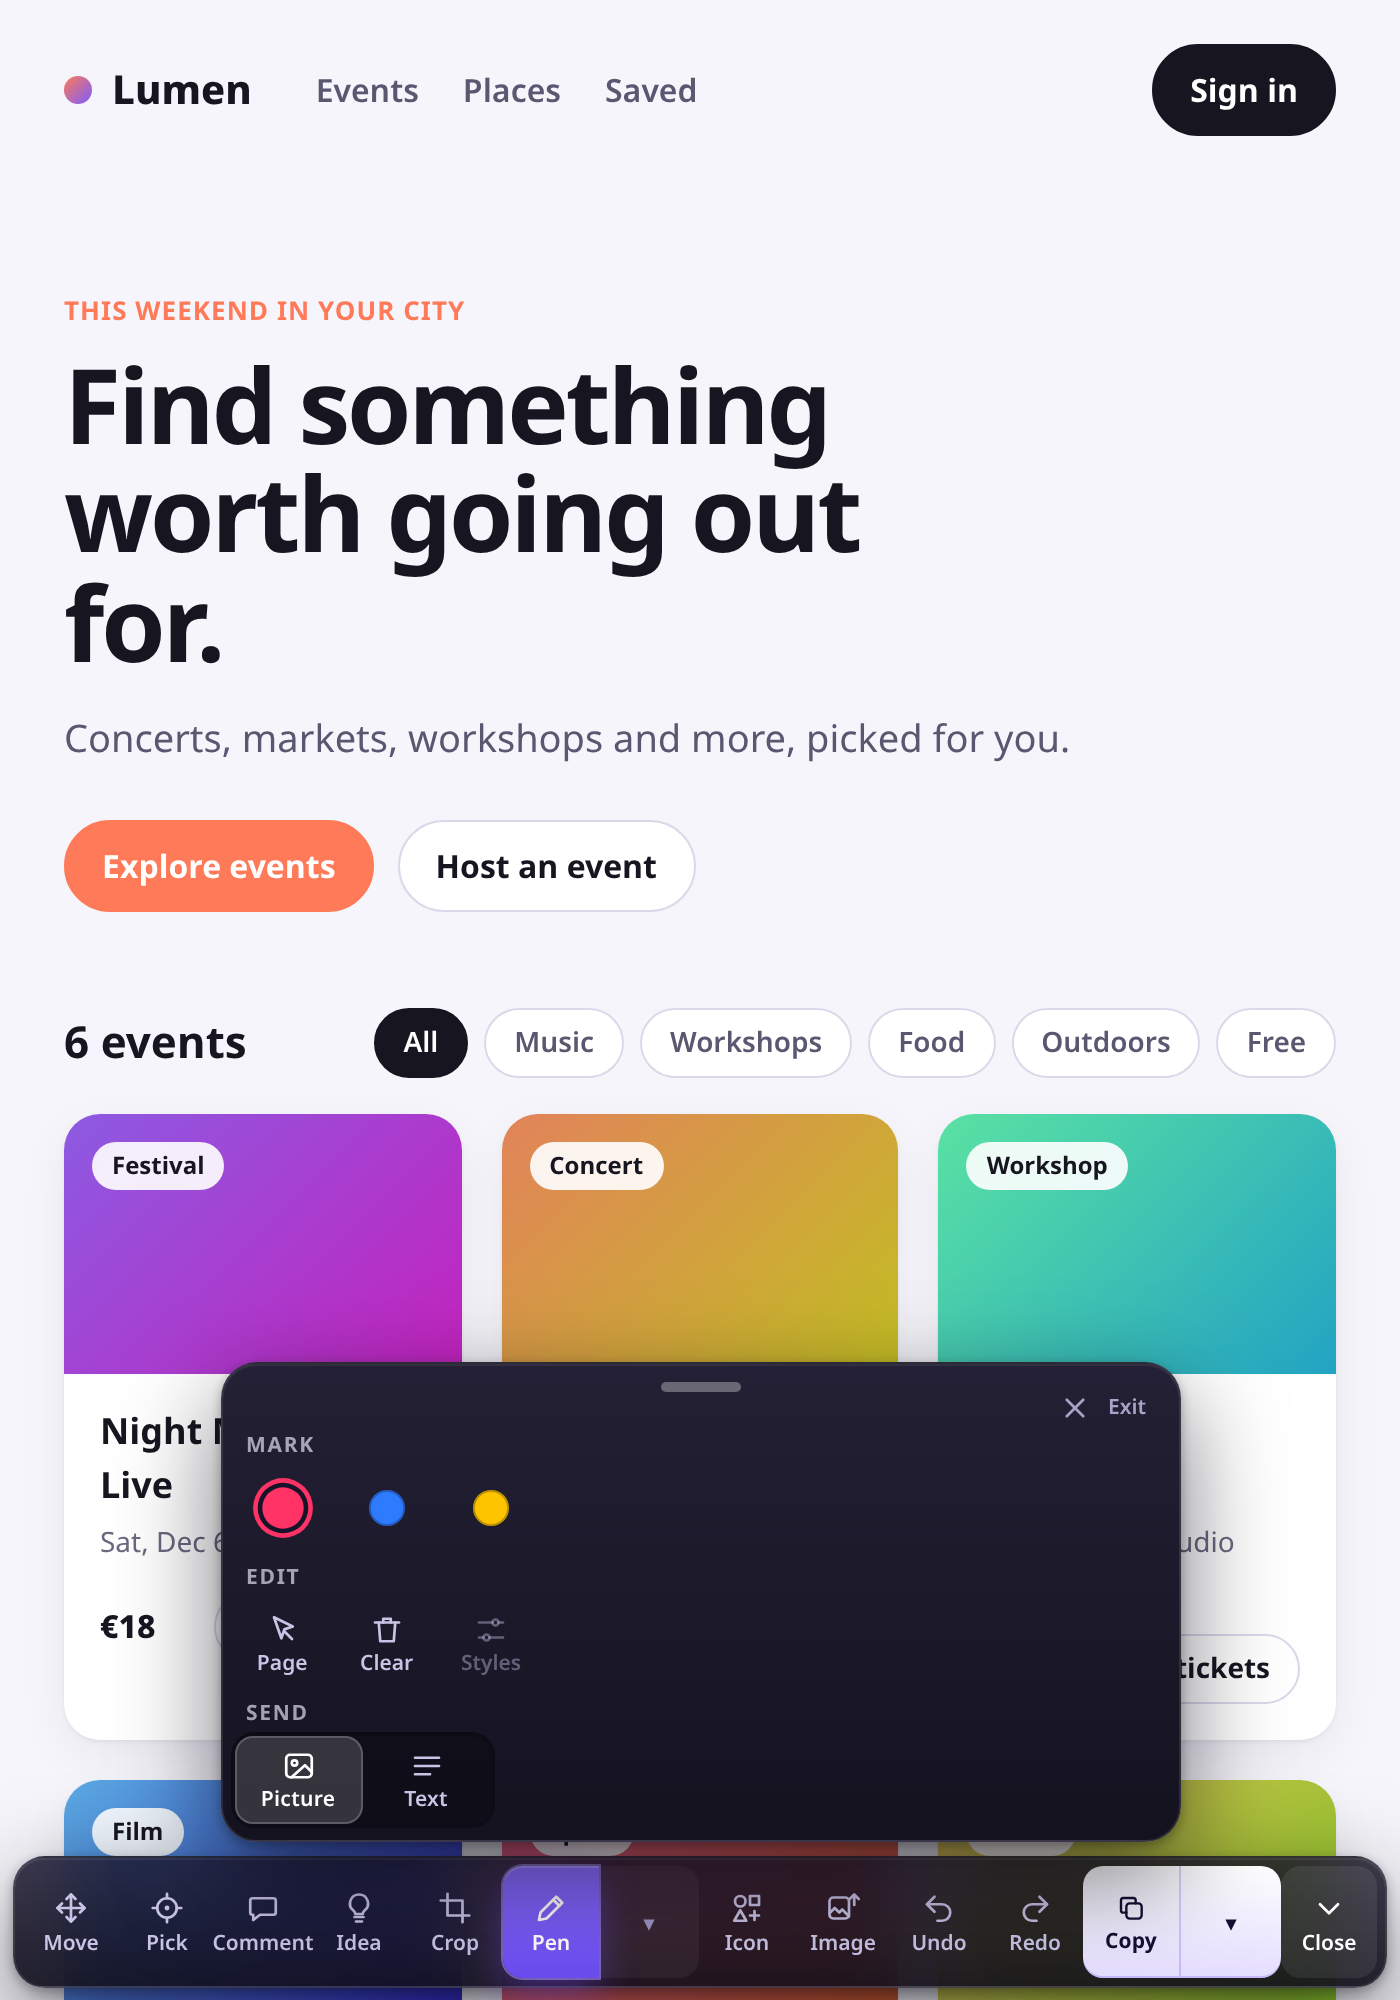 Lumen
Events
Places
Saved
Sign in
THIS WEEKEND IN YOUR CITY
Find something
worth going out
for.
Concerts, markets, workshops and more, picked for you.
Explore events
Host an event
6 events
All
Music
Workshops
Food
Outdoors
Free
Festival
Concert
Workshop
Night
Live
Sat, Dec
€18
tickets
Exit
MARK
EDIT
Page
Clear
Styles
SEND
Picture
Text
Film
Move
Pick
Comment
Idea
Crop
Pen
Icon
Image
Undo
Redo
Copy
Close